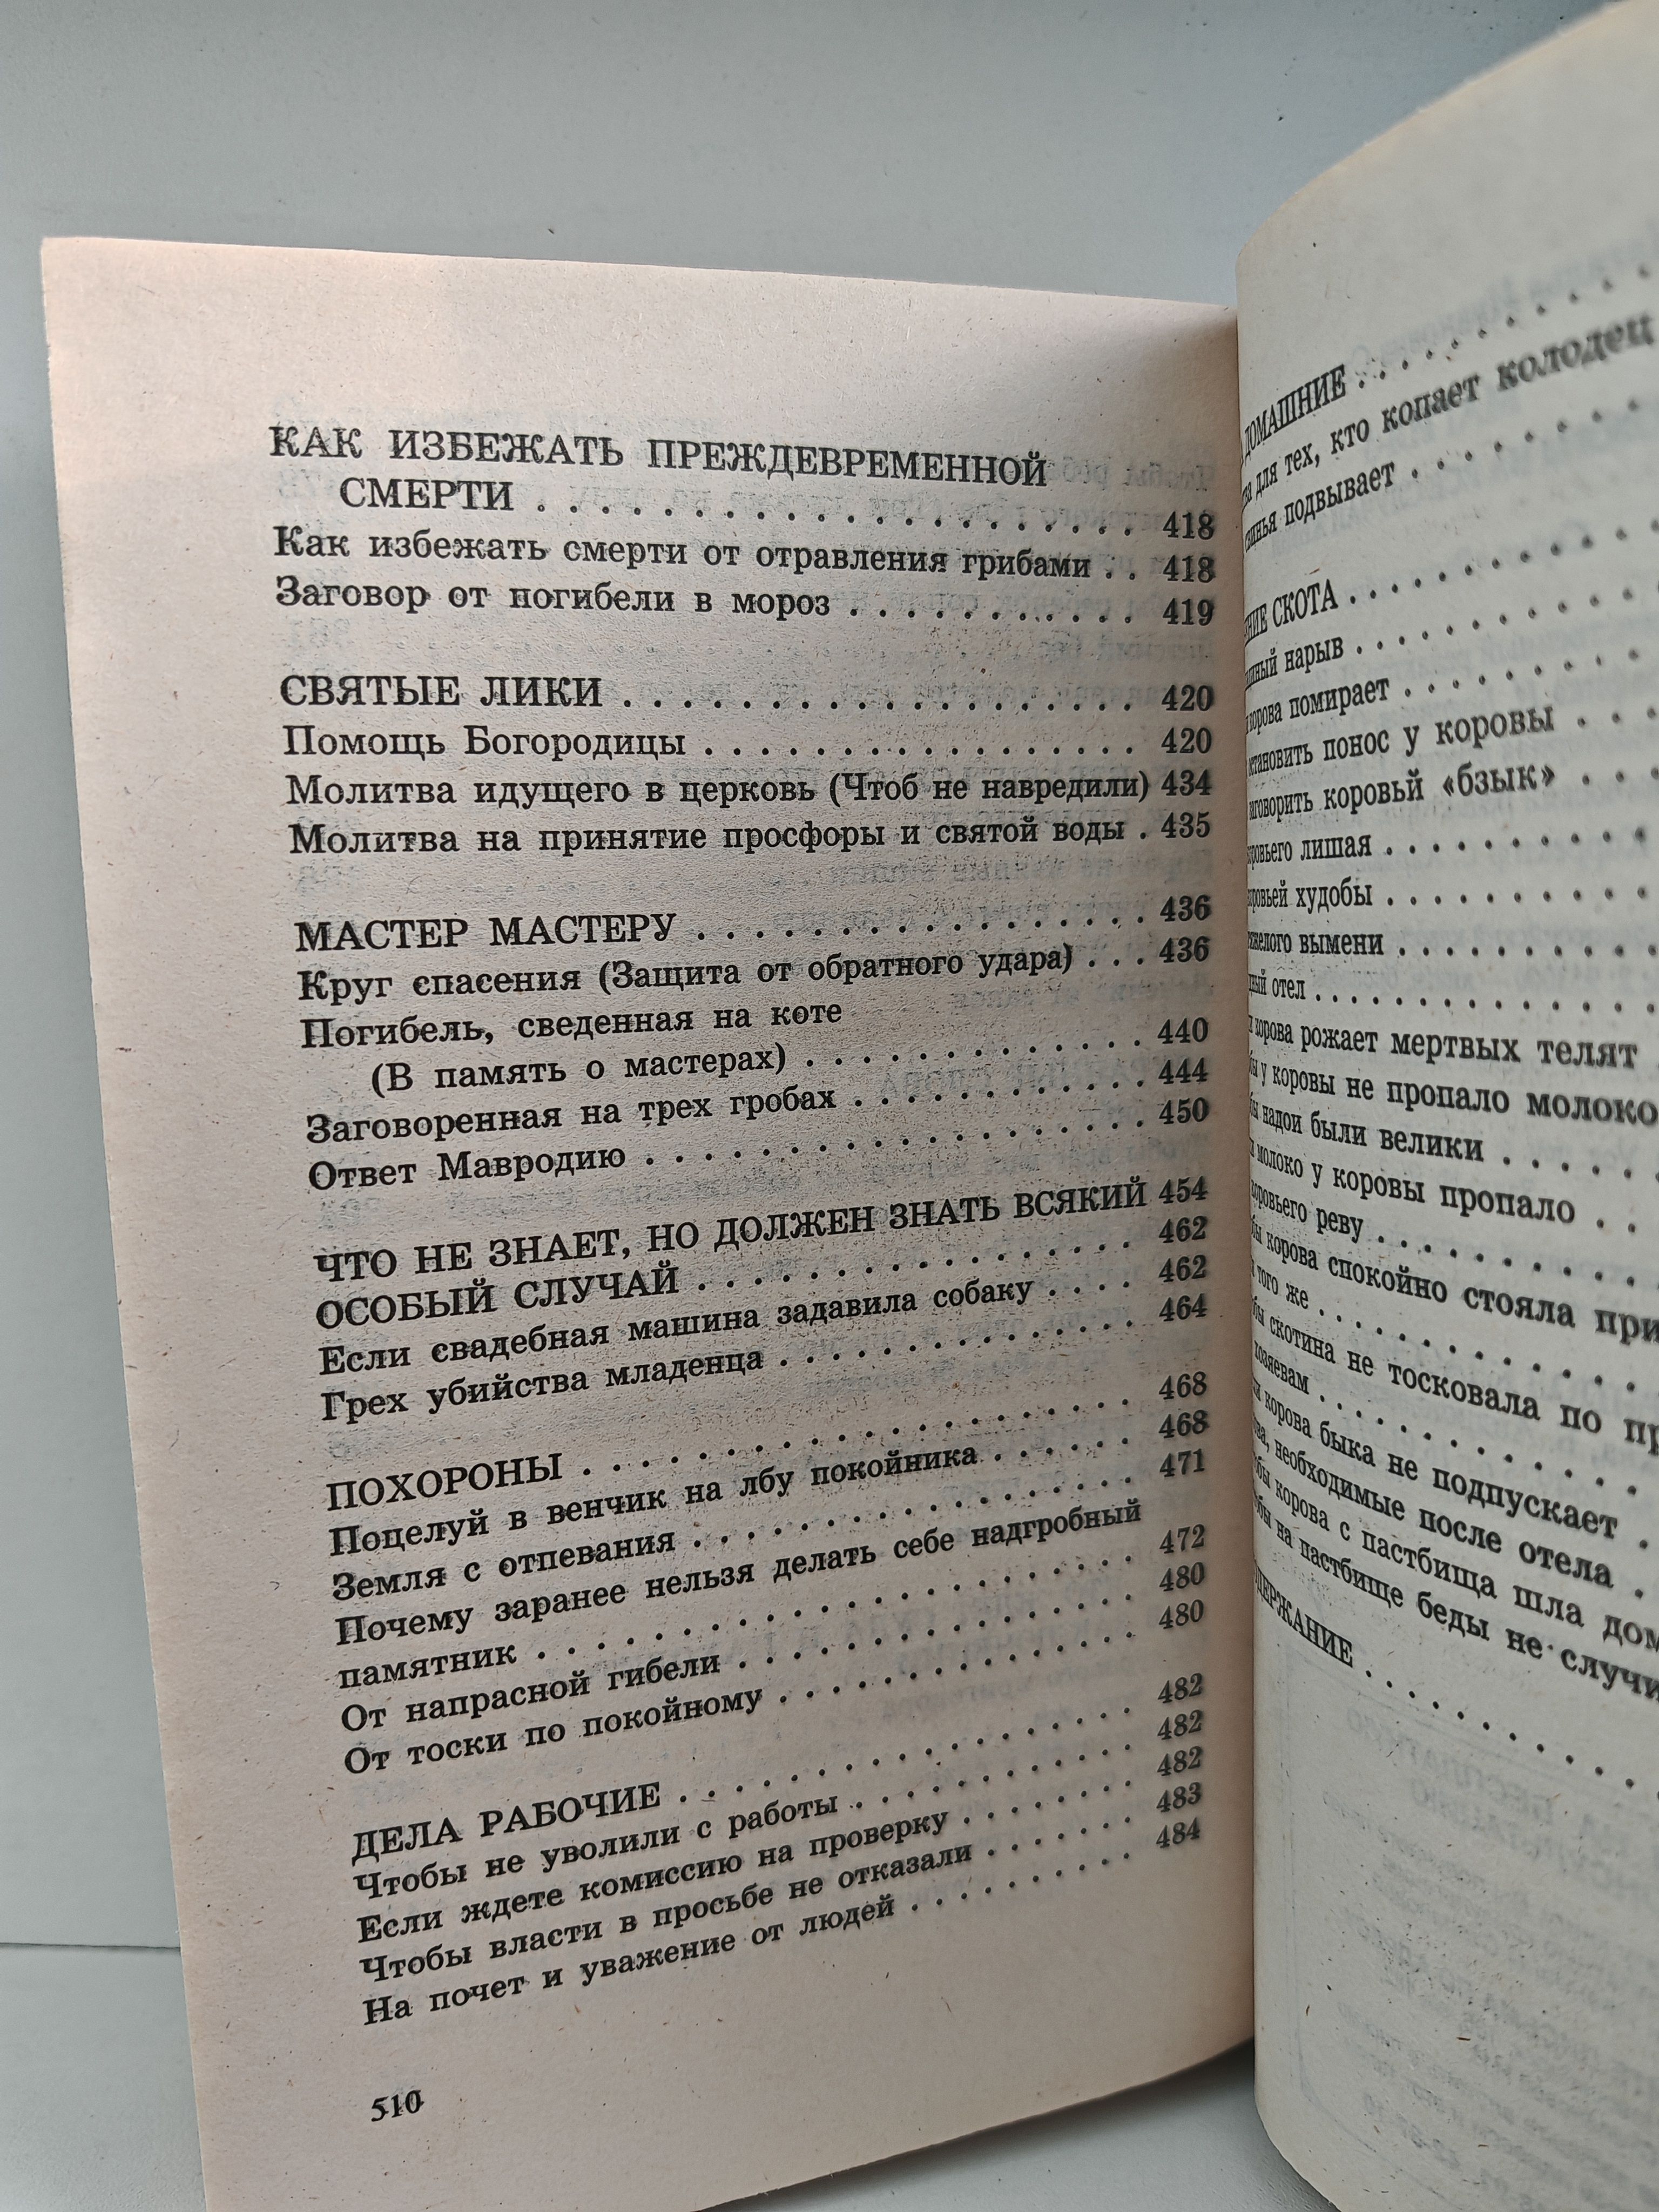 КАК ИЗБЕЖАТЬ ПРЕЖДЕВРЕМЕННОЙ
СМЕРТИ . . . . . . . . . . . . . . . . . . . . 418
Как избежать смерти от отравления грибами . . 418
Заговор от погибели в мороз . . . . . . . . . . . 419
СВЯТЫЕ ЛИКИ . . . . . . . . . . . . . . . . . . 420
Помощь Богородицы . . . . . . . . . . . . . . . . 420
Молитва идущего в церковь (Чтоб не навредили) 434
Молитва на принятие просфоры и святой воды . 435
МАСТЕР МАСТЕРУ . . . . . . . . . . . . . . . . 436
Круг спасения (Защита от обратного удара) . . . 436
Погибель, сведенная на коте
(В память о мастерах) . . . . . . . . . . . . . 440
Заговоренная на трех гробах . . . . . . . . . . . 444
Ответ Мавродию . . . . . . . . . . . . . . . . . . 450
ЧТО НЕ ЗНАЕТ, НО ДОЛЖЕН ЗНАТЬ ВСЯКИЙ 454
ОСОБЫЙ СЛУЧАЙ . . . . . . . . . . . . . . . . 462
Если свадебная машина задавила собаку . . . . 462
Грех убийства младенца . . . . . . . . . . . . . 464
ПОХОРОНЫ . . . . . . . . . . . . . . . . . . . 468
Поцелуй в венчик на лбу покойника . . . . . . 468
Земля с отпевания . . . . . . . . . . . . . . . . 471
Почему заранее нельзя делать себе надгробный
памятник . . . . . . . . . . . . . . . . . . . . . 472
От напрасной гибели . . . . . . . . . . . . . . 480
От тоски по покойному . . . . . . . . . . . . . 480
ДЕЛА РАБОЧИЕ . . . . . . . . . . . . . . . . . 482
Чтобы не уволили с работы . . . . . . . . . . . 482
Если ждете комиссию на проверку . . . . . . . 482
Чтобы власти в просьбе не отказали . . . . . . 483
На почет и уважение от людей . . . . . . . . . 484
510
ДОМАШНИЕ . . . . . . . . . .
для тех, кто копает колодец
подвывает . . . . . . . .
СКОТА . . . . . . . . . . . .
нарыв . . . . . . . . . . . .
помирает . . . . . . . . . .
понос у коровы . . .
коровьй «бзык» . . .
лишая . . . . . . . . . . .
худобы . . . . . . . . . . .
вымени . . . . . . . . . . .
отел . . . . . . . . . . . . . .
корова рожает мертвых телят
у коровы не пропало молоко
надои были велики . . . . . .
молоко у коровы пропало . .
реву . . . . . . . . . . . .
корова спокойно стояла
того же . . . . . . . . . . . . .
скотина не тосковала по
хозяевам . . . . . . . . . . . .
корова быка не подпускает .
необходимые после отела .
корова с пастбища шла
на пастбище беды не